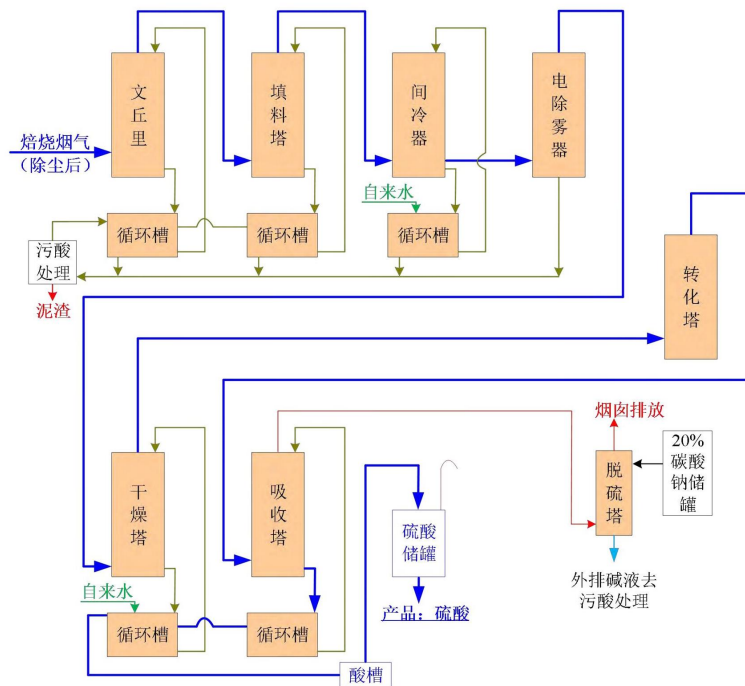 文丘里
填料塔
间冷器
电除雾器
焙烧烟气
（除尘后）
自来水
循环槽
循环槽
循环槽
污酸
处理
泥渣
转化塔
烟囱排放
20%
碳酸
钠储
罐
干燥塔
吸收塔
脱硫塔
硫酸
储罐
自来水
外排碱液去
污酸处理
产品：硫酸
循环槽
循环槽
酸槽